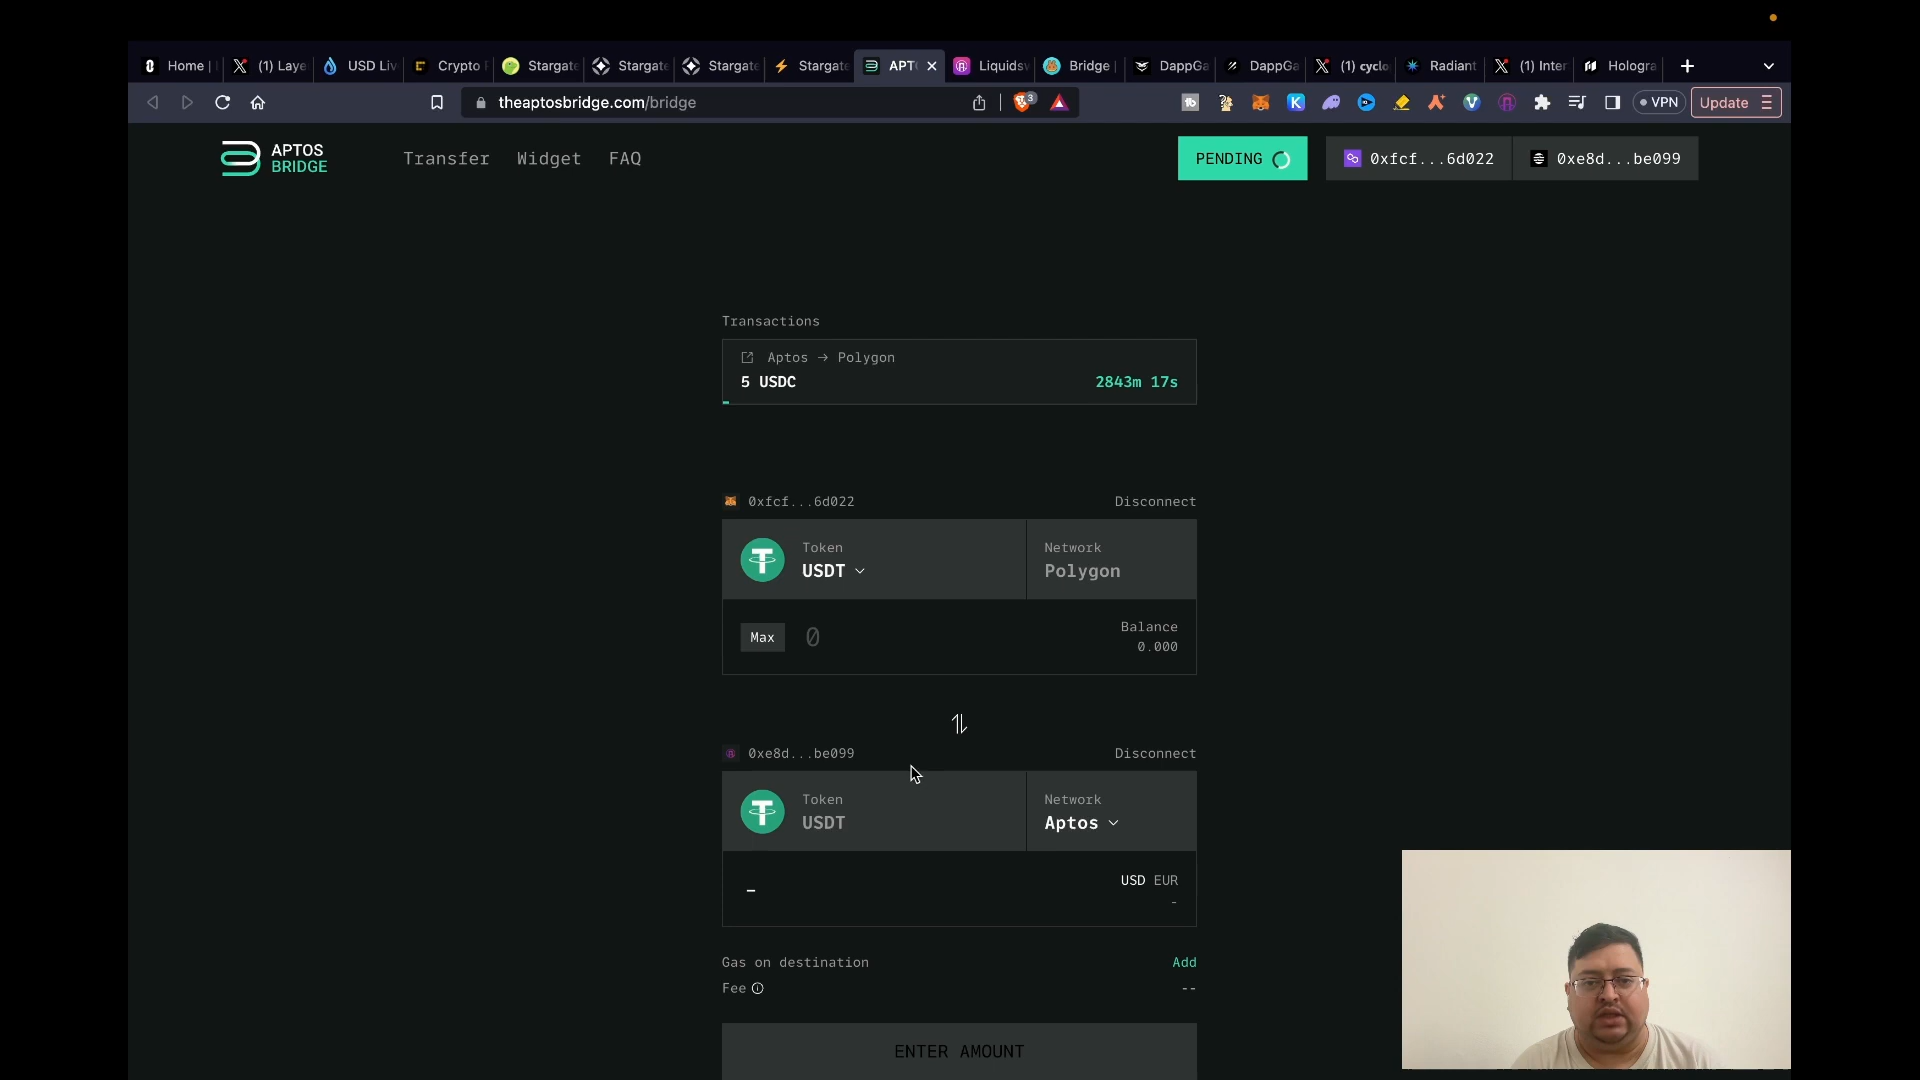 Home |
(1) Laye
USD Liv
Crypto
Stargate
Stargate
Stargate
Stargate
APT
Liquidsw
Bridge |
DappGa
DappGa
(1) cyclo
Radiant
(1) Inter
Hologra
theaptosbridge.com/bridge
3
VPN
Update
APTOS
BRIDGE
Transfer
Widget
FAQ
PENDING
0xfcf...6d022
0xe8d...be099
Transactions
Aptos → Polygon
5 USDC
2843m 17s
0xfcf...6d022
Disconnect
Token
USDT
Network
Polygon
Max
0
Balance
0.000
0xe8d...be099
Disconnect
Token
USDT
Network
Aptos
–
USD EUR
-
Gas on destination
Add
Fee
--
ENTER AMOUNT